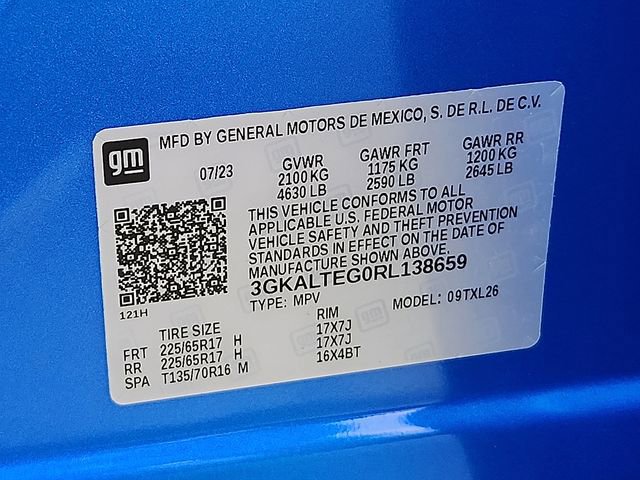 MFD BY GENERAL MOTORS DE MEXICO, S. DE R.L. DE C.V.
gm
07/23 GVWR GAWR FRT GAWR RR
2100 KG 1175 KG 1200 KG
4630 LB 2590 LB 2645 LB
THIS VEHICLE CONFORMS TO ALL
APPLICABLE U.S. FEDERAL MOTOR
VEHICLE SAFETY AND THEFT PREVENTION
STANDARDS IN EFFECT ON THE DATE OF
MANUFACTURE SHOWN ABOVE.
3GKALTEG0RL138659
121H TYPE: MPV MODEL: 09TXL26
TIRE SIZE RIM
FRT 225/65R17 H 17X7J
RR 225/65R17 H 17X7J
SPA T135/70R16 M 16X4BT